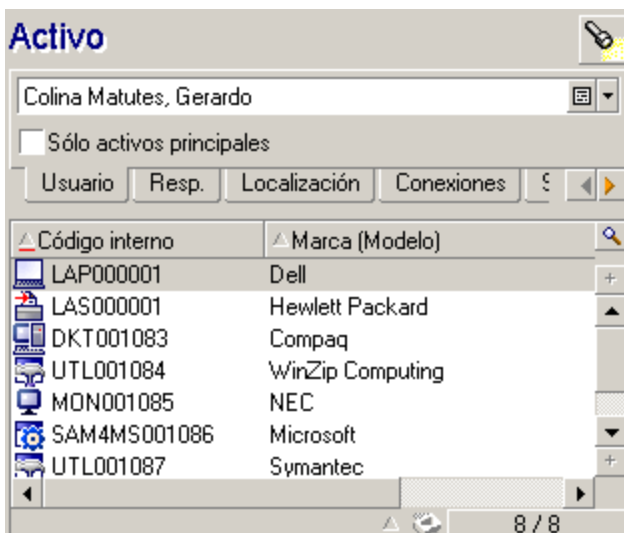 Activo
Colina Matutes, Gerardo
Sólo activos principales
Usuario Resp. Localización Conexiones
Código interno Marca (Modelo)
LAP000001 Dell
LAS000001 Hewlett Packard
DKT001083 Compaq
UTL001084 WinZip Computing
MON001085 NEC
SAM4MS001086 Microsoft
UTL001087 Symantec
8 / 8